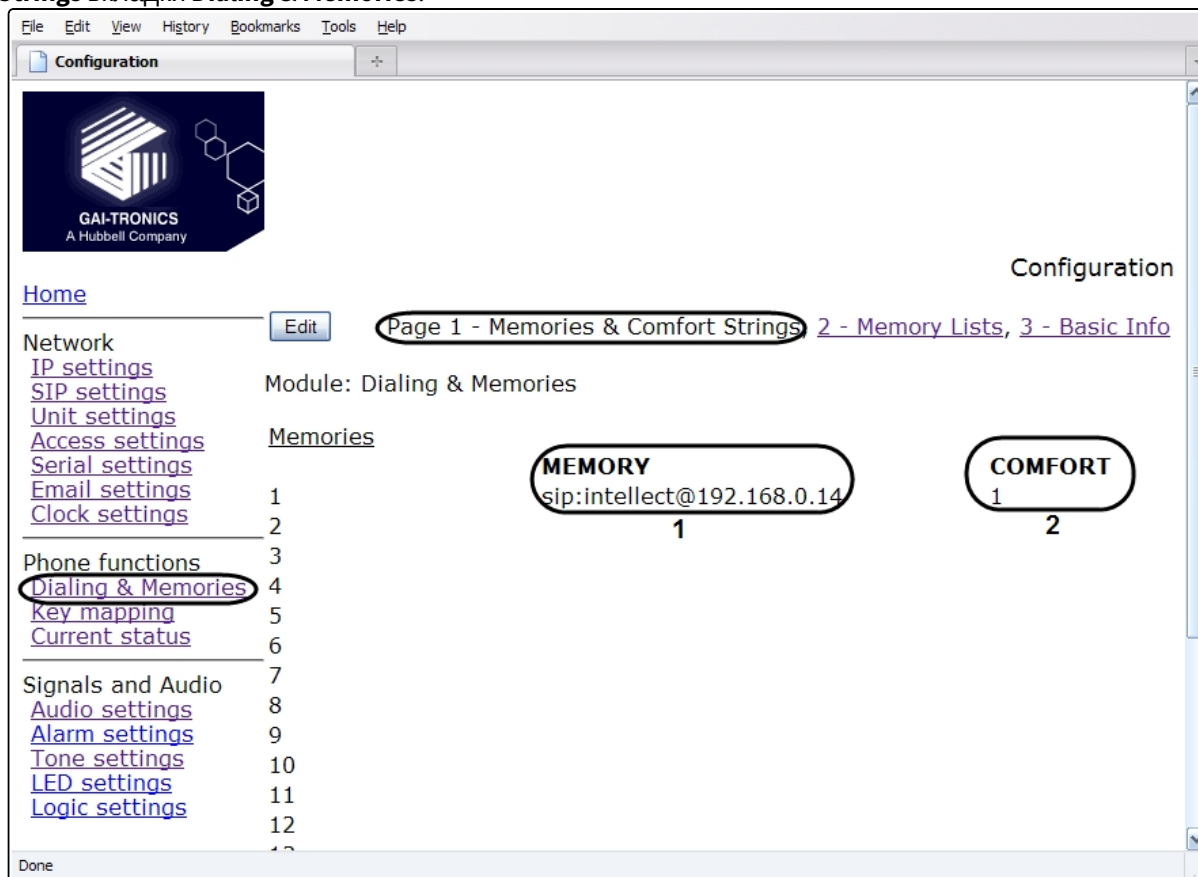 Strings вкладки Dialing & Memories.
File Edit View History Bookmarks Tools Help
Configuration
GAI-TRONICS
A Hubbell Company
Configuration
Home
Edit Page 1 - Memories & Comfort Strings, 2 - Memory Lists, 3 - Basic Info
Network
IP settings
SIP settings
Unit settings
Access settings
Serial settings
Email settings
Clock settings
Phone functions
Dialing & Memories
Key mapping
Current status
Signals and Audio
Audio settings
Alarm settings
Tone settings
LED settings
Logic settings
Module: Dialing & Memories
Memories
MEMORY COMFORT
1 sip:intellect@192.168.0.14 1
1 2
2
3
4
5
6
7
8
9
10
11
12
Done